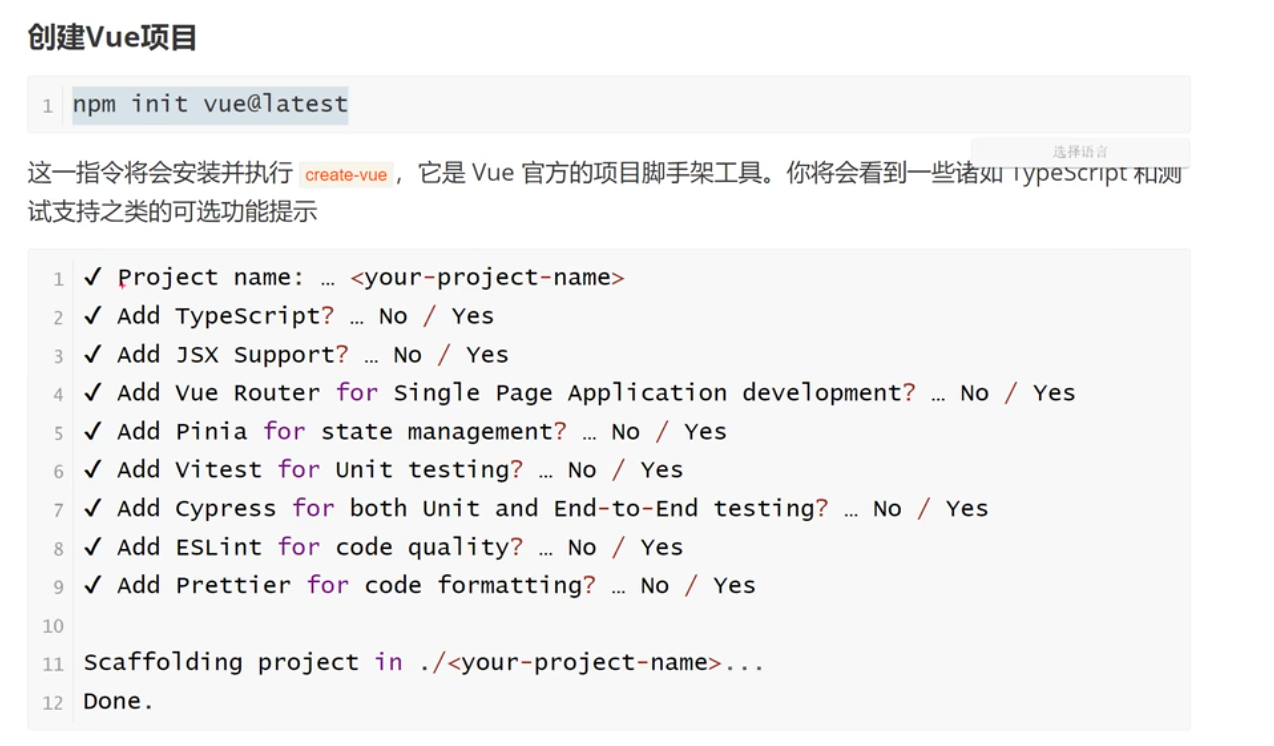 创建Vue项目
1 npm init vue@latest
选择语言
这一指令将会安装并执行 create-vue，它是 Vue 官方的项目脚手架工具。你将会看到一些诸如 TypeScript 和测
试支持之类的可选功能提示
1 ✓ Project name: … <your-project-name>
2 ✓ Add TypeScript? … No / Yes
3 ✓ Add JSX Support? … No / Yes
4 ✓ Add Vue Router for Single Page Application development? … No / Yes
5 ✓ Add Pinia for state management? … No / Yes
6 ✓ Add Vitest for Unit testing? … No / Yes
7 ✓ Add Cypress for both Unit and End-to-End testing? … No / Yes
8 ✓ Add ESLint for code quality? … No / Yes
9 ✓ Add Prettier for code formatting? … No / Yes
10
11 Scaffolding project in ./<your-project-name>...
12 Done.